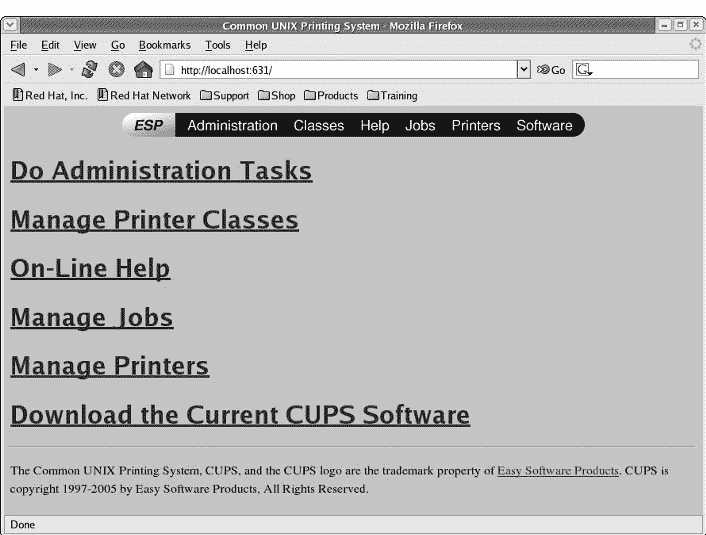 Common UNIX Printing System - Mozilla Firefox
File Edit View Go Bookmarks Tools Help
http://localhost:631/ Go G
Red Hat, Inc. Red Hat Network Support Shop Products Training
ESP Administration Classes Help Jobs Printers Software
Do Administration Tasks
Manage Printer Classes
On-Line Help
Manage Jobs
Manage Printers
Download the Current CUPS Software
The Common UNIX Printing System, CUPS, and the CUPS logo are the trademark property of Easy Software Products. CUPS is
copyright 1997-2005 by Easy Software Products, All Rights Reserved.
Done